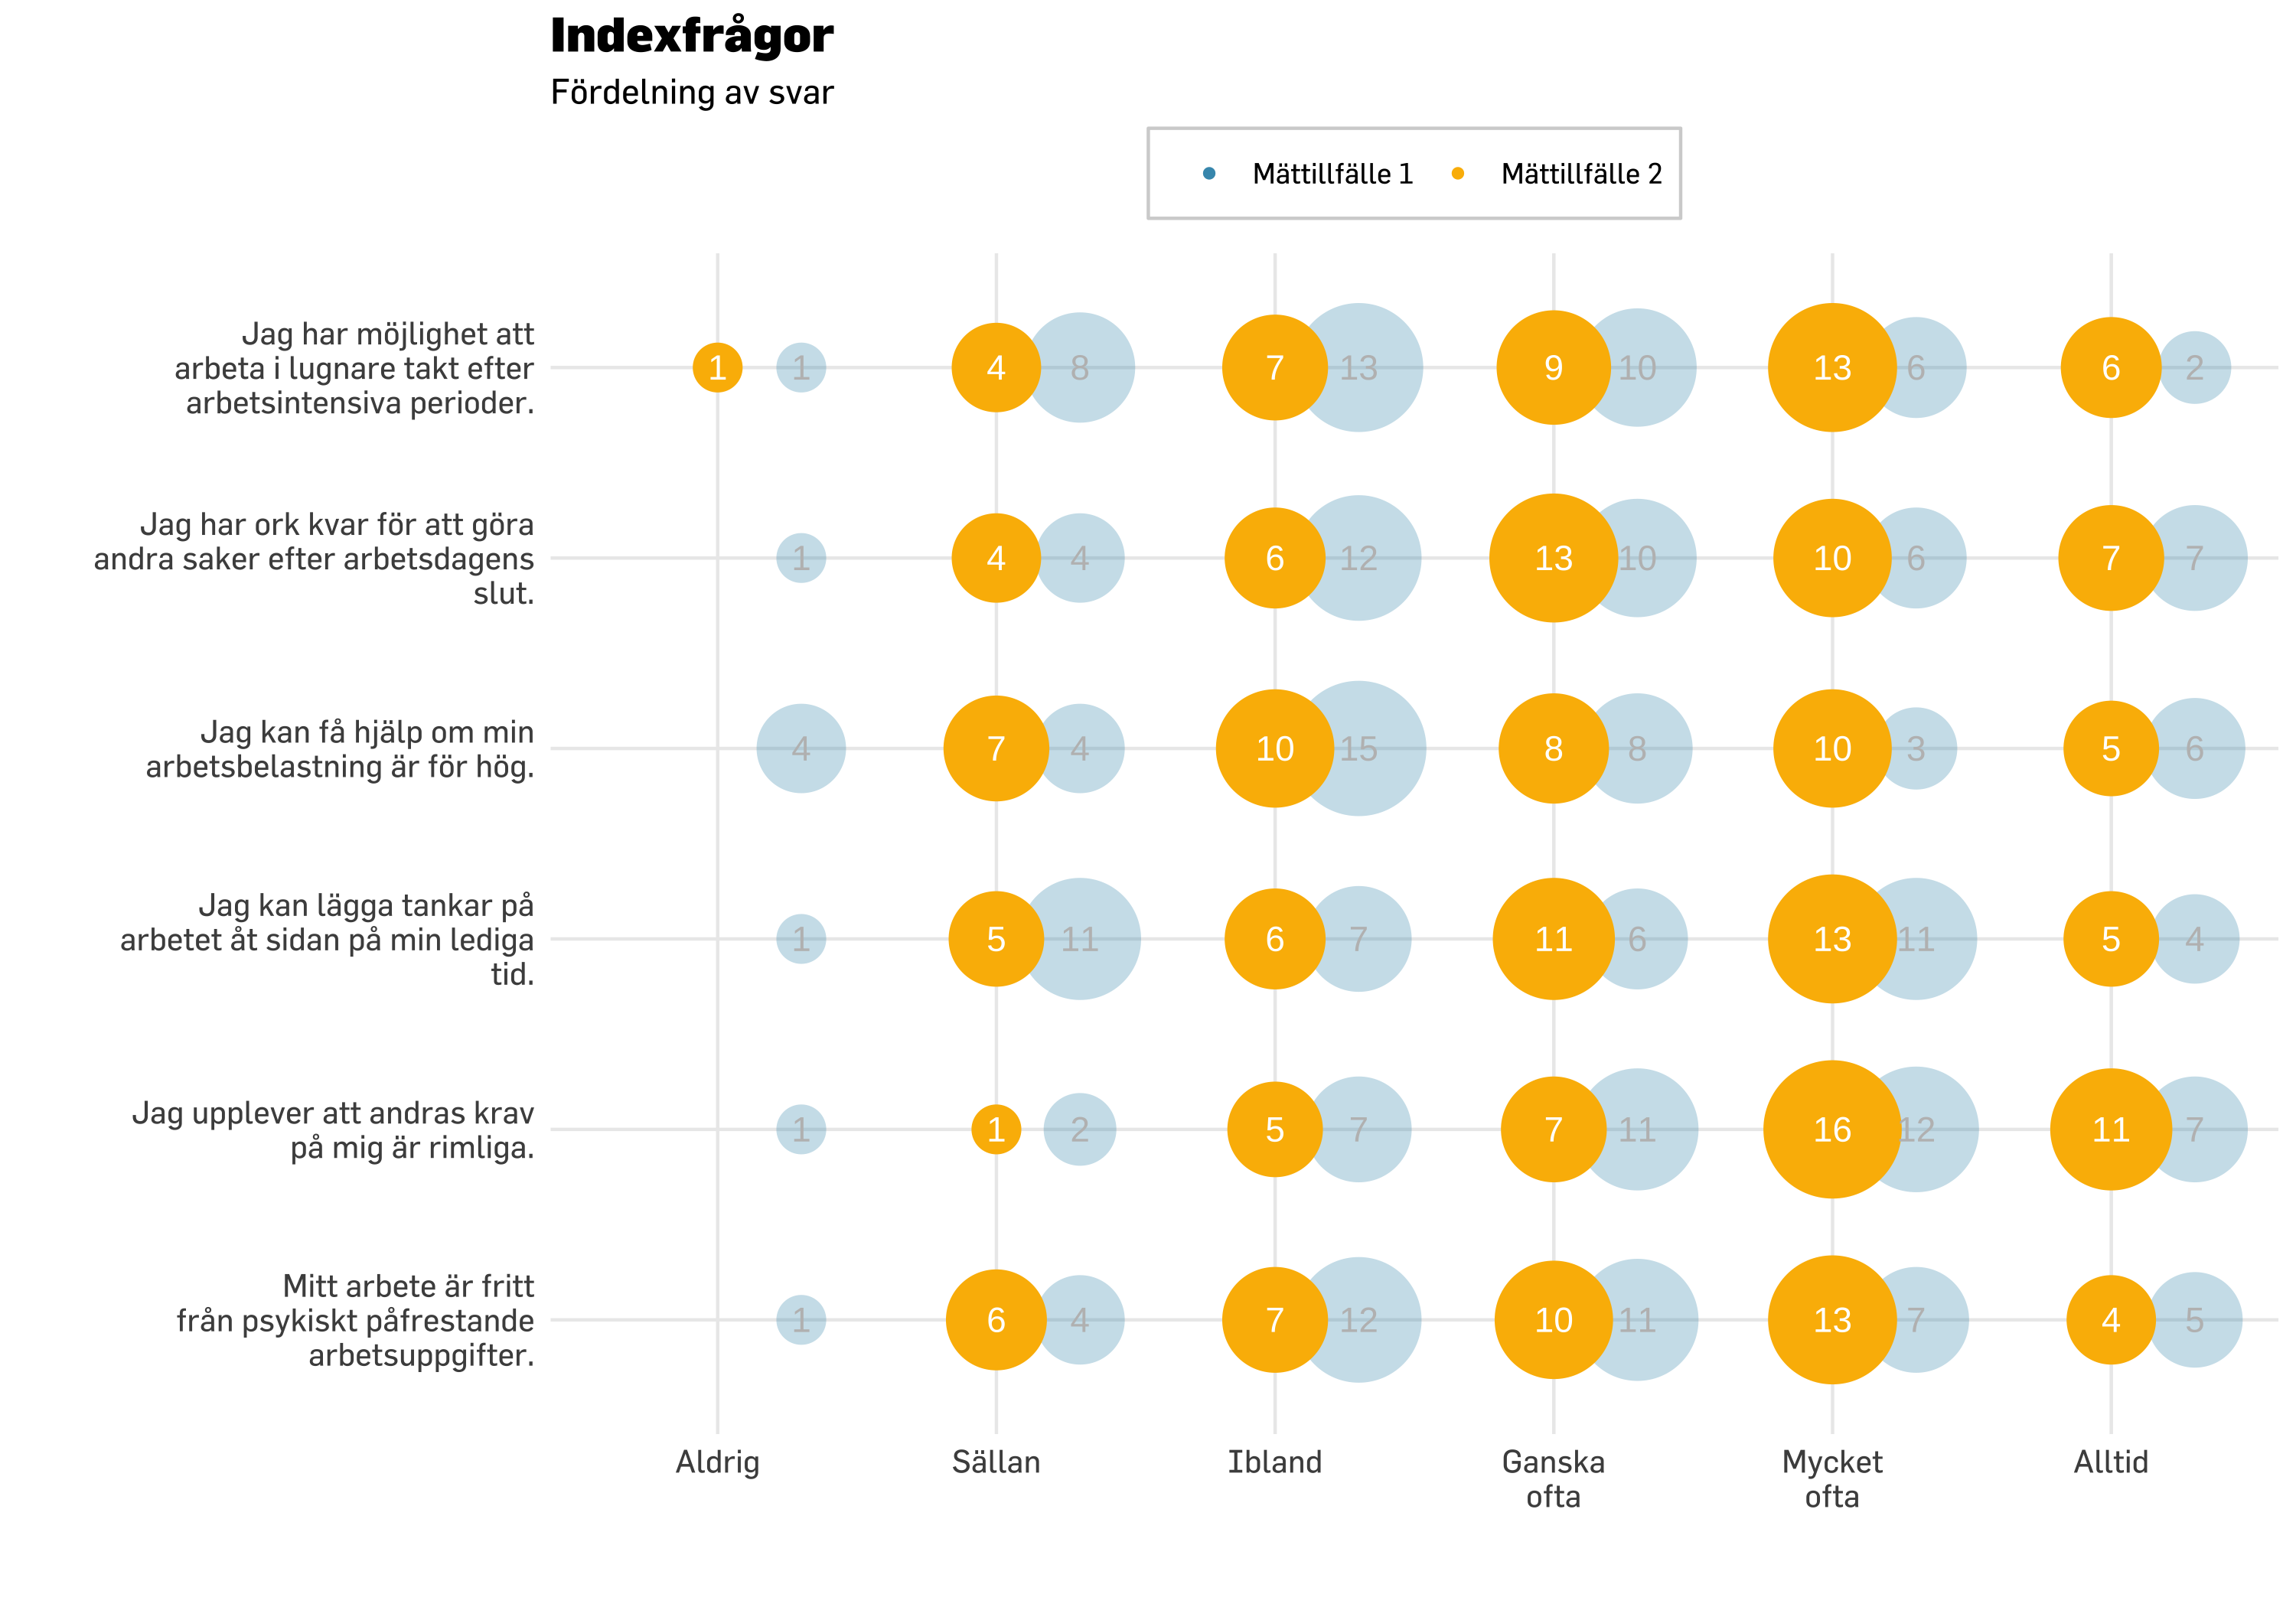 Indexfrågor
Fördelning av svar
Mättillfälle 1 Mättillfälle 2
Jag har möjlighet att
arbeta i lugnare takt efter
arbetsintensiva perioder.
1 1 4 8 7 13 9 10 13 6 6 2
Jag har ork kvar för att göra
andra saker efter arbetsdagens
slut.
1 4 4 6 12 13 10 10 6 7 7
Jag kan få hjälp om min
arbetsbelastning är för hög.
4 7 4 10 15 8 8 10 3 5 6
Jag kan lägga tankar på
arbetet åt sidan på min lediga
tid.
1 5 11 6 7 11 6 13 11 5 4
Jag upplever att andras krav
på mig är rimliga.
1 1 2 5 7 7 11 16 12 11 7
Mitt arbete är fritt
från psykiskt påfrestande
arbetsuppgifter.
1 6 4 7 12 10 11 13 7 4 5
Aldrig Sällan Ibland Ganska Mycket Alltid
ofta ofta